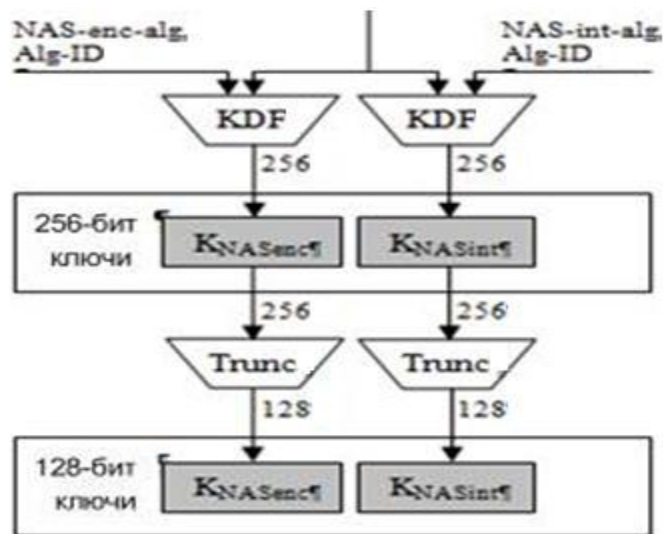 NAS-enc-alg,
Alg-ID
NAS-int-alg,
Alg-ID
KDF
KDF
256
256
256-бит
ключи
KNASenc¶
KNASint¶
256
256
Trunc
Trunc
128
128
128-бит
ключи
KNASenc¶
KNASint¶